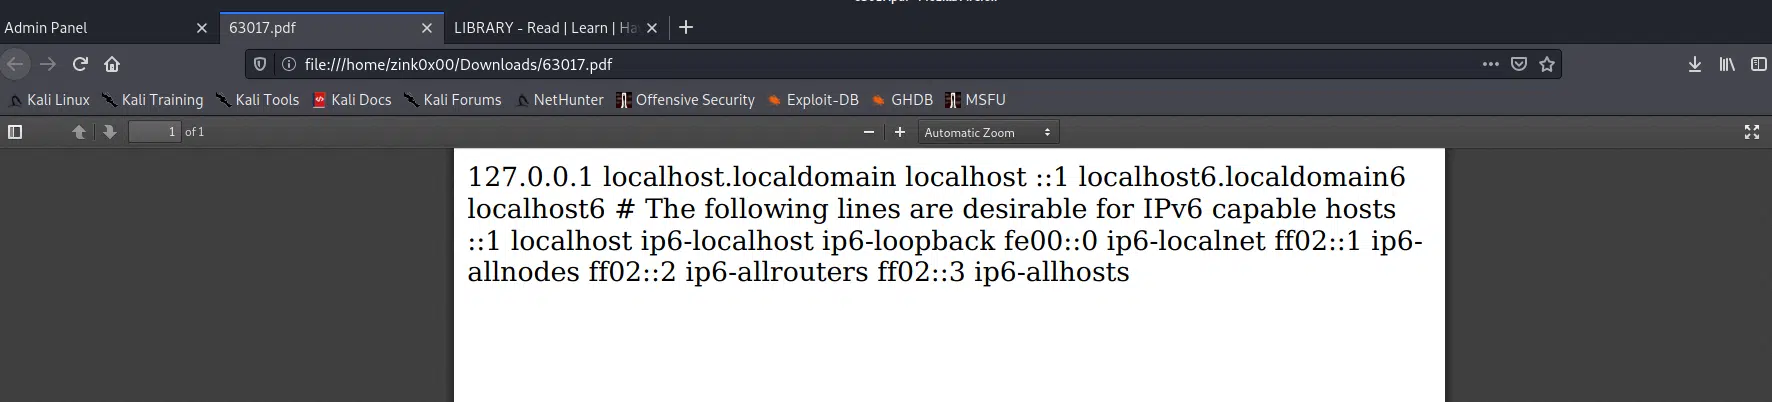 Admin Panel
63017.pdf
LIBRARY - Read | Learn | Ha
file:///home/zink0x00/Downloads/63017.pdf
Kali Linux
Kali Training
Kali Tools
Kali Docs
Kali Forums
NetHunter
Offensive Security
Exploit-DB
GHDB
MSFU
1 of 1
Automatic Zoom
127.0.0.1 localhost.localdomain localhost ::1 localhost6.localdomain6
localhost6 # The following lines are desirable for IPv6 capable hosts
::1 localhost ip6-localhost ip6-loopback fe00::0 ip6-localnet ff02::1 ip6-
allnodes ff02::2 ip6-allrouters ff02::3 ip6-allhosts